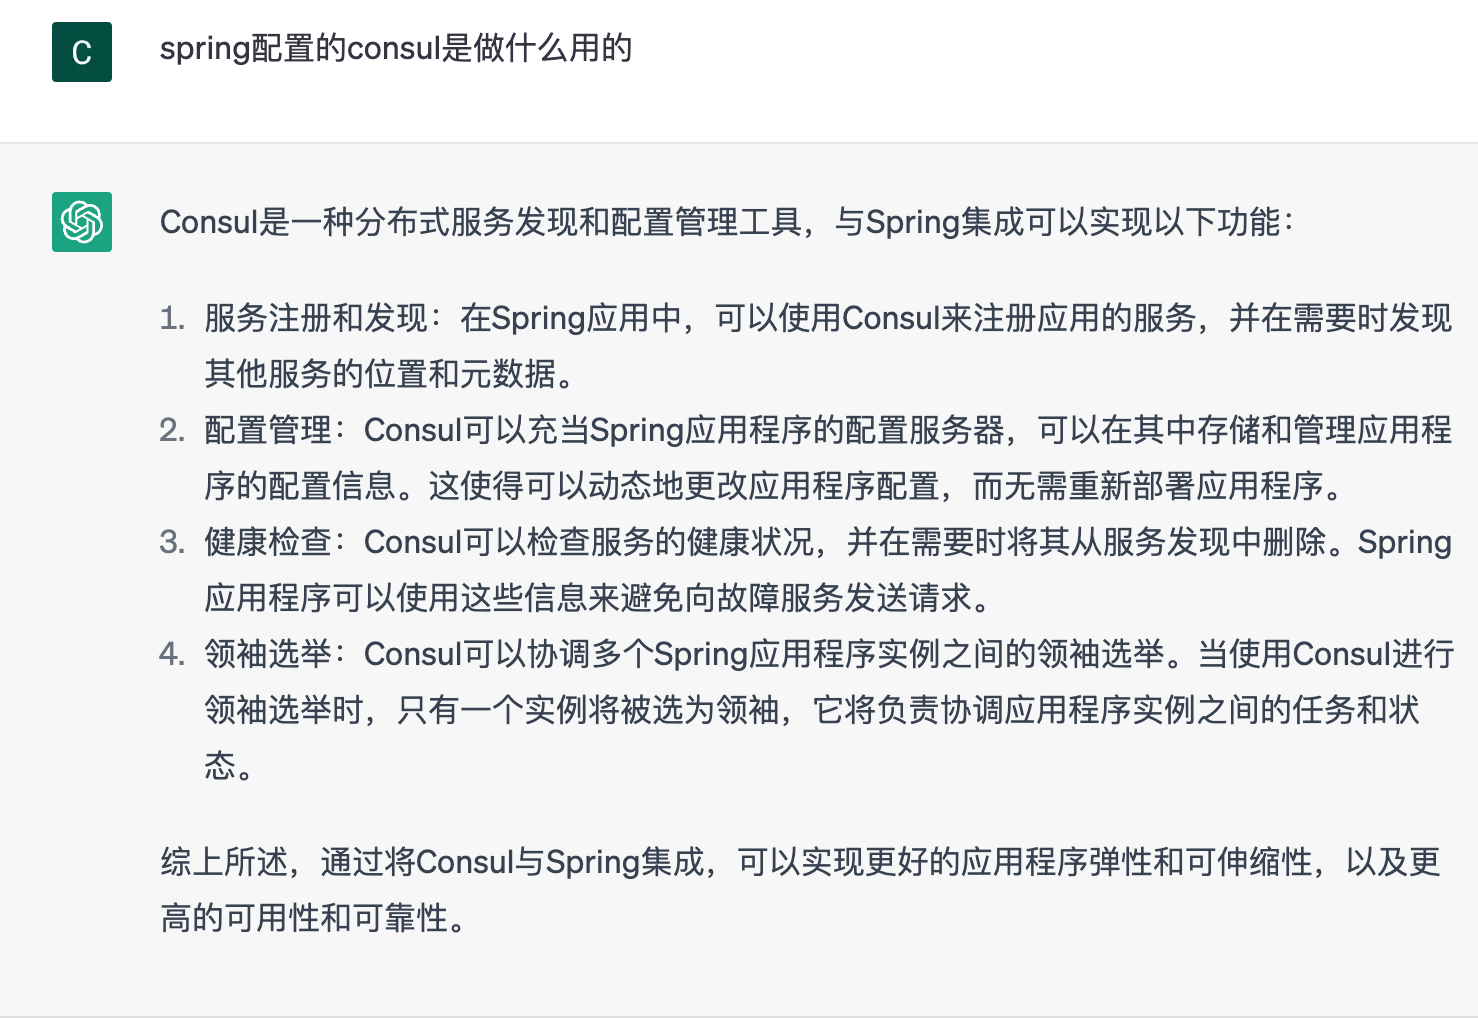 C
spring配置的consul是做什么用的
Consul是一种分布式服务发现和配置管理工具，与Spring集成可以实现以下功能：
1. 服务注册和发现：在Spring应用中，可以使用Consul来注册应用的服务，并在需要时发现
其他服务的位置和元数据。
2. 配置管理：Consul可以充当Spring应用程序的配置服务器，可以在其中存储和管理应用程
序的配置信息。这使得可以动态地更改应用程序配置，而无需重新部署应用程序。
3. 健康检查：Consul可以检查服务的健康状况，并在需要时将其从服务发现中删除。Spring
应用程序可以使用这些信息来避免向故障服务发送请求。
4. 领袖选举：Consul可以协调多个Spring应用程序实例之间的领袖选举。当使用Consul进行
领袖选举时，只有一个实例将被选为领袖，它将负责协调应用程序实例之间的任务和状
态。
综上所述，通过将Consul与Spring集成，可以实现更好的应用程序弹性和可伸缩性，以及更
高的可用性和可靠性。